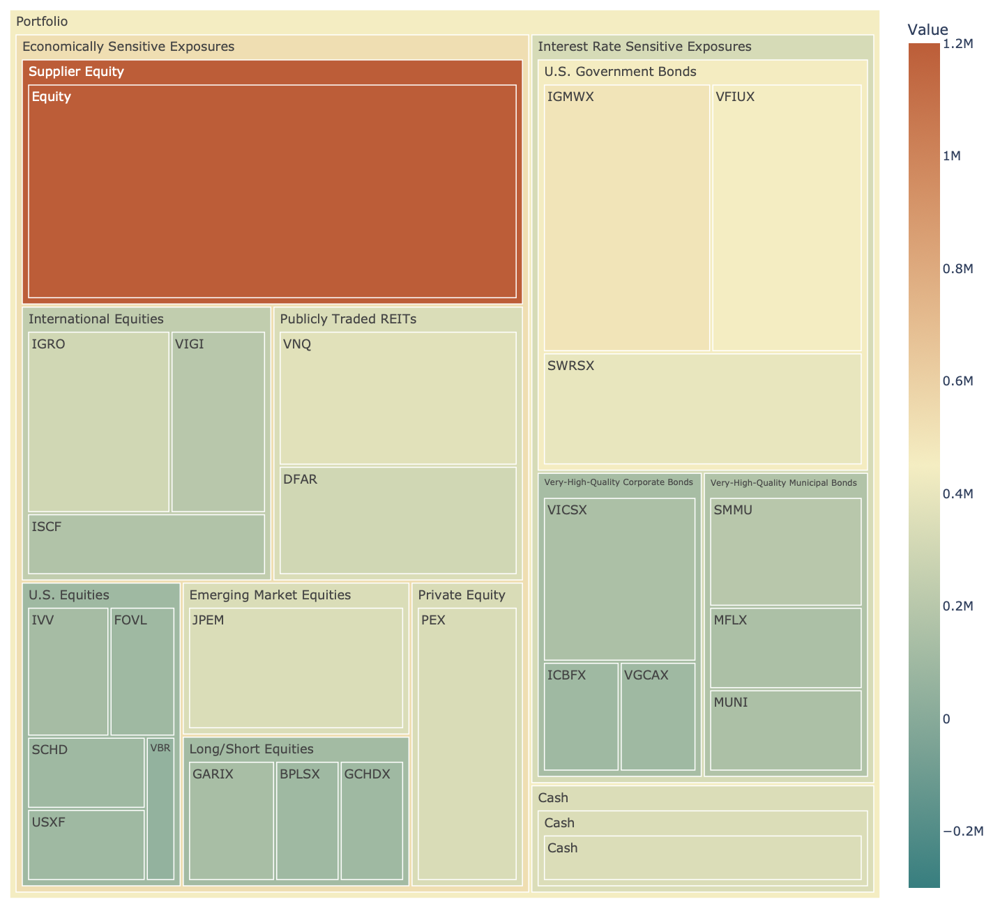 Portfolio
Economically Sensitive Exposures
Supplier Equity
Equity
International Equities
IGRO
VIGI
ISCF
Publicly Traded REITs
VNQ
DFAR
U.S. Equities
IVV
FOVL
SCHD
VBR
USXF
Emerging Market Equities
JPEM
Long/Short Equities
GARIX
BPLSX
GCHDX
Private Equity
PEX
Interest Rate Sensitive Exposures
U.S. Government Bonds
IGMWX
VFIUX
SWRSX
Very-High-Quality Corporate Bonds
VICSX
ICBFX
VGCAX
Very-High-Quality Municipal Bonds
SMMU
MFLX
MUNI
Cash
Cash
Cash
Value
1.2M
1M
0.8M
0.6M
0.4M
0.2M
0
−0.2M